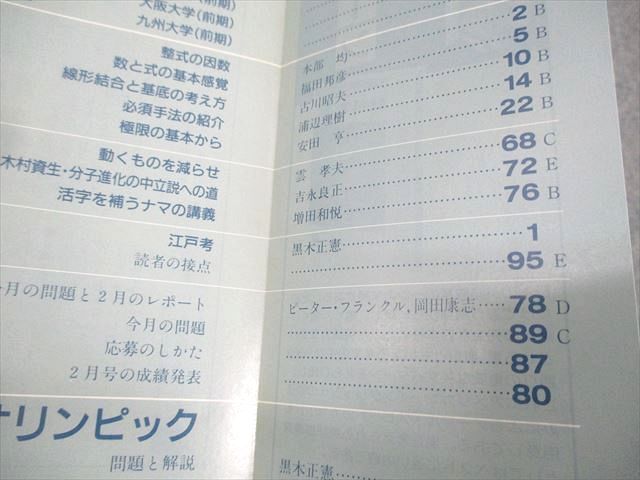 大阪大学(前期)
九州大学(前期)
整式の因数
数と式の基本感覚
線形結合と基底の考え方
必須手法の紹介
極限の基本から
動くものを減らせ
木村資生・分子進化の中立説への道
活字を補うナマの講義
江戸考
読者の接点
月の問題と2月のレポート
今月の問題
応募のしかた
2月号の成績発表
オリンピック
問題と解説
2 B
本部 均 5 B
福田邦彦 10 B
古川昭夫 14 B
浦辺理樹 22 B
安田 亨
68 C
雲 孝夫 72 E
吉永良正 76 B
増田和悦
黒木正憲 1
95 E
ピーター・フランクル, 岡田康志 78 D
89 C
87
80
黒木正憲